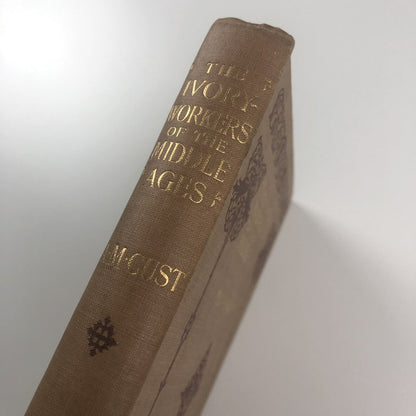 THE
IVORY
WORKERS
OF THE
MIDDLE
AGES
M·CUST